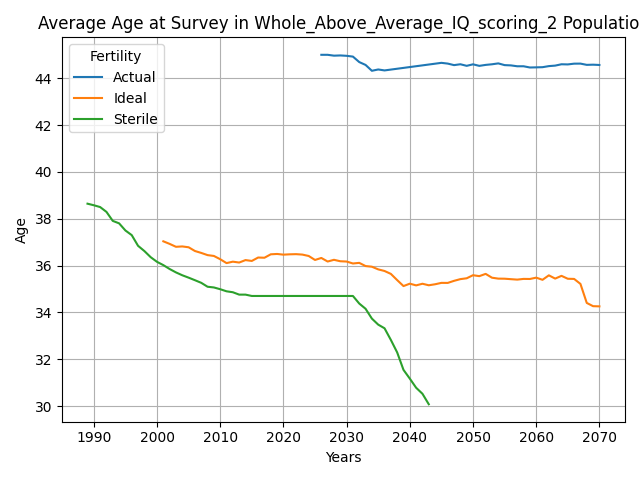 Average Age at Survey in Whole_Above_Average_IQ_scoring_2 Populatio
Fertility
Actual
Ideal
Sterile
Age
44
42
40
38
36
34
32
30
1990 2000 2010 2020 2030 2040 2050 2060 2070
Years